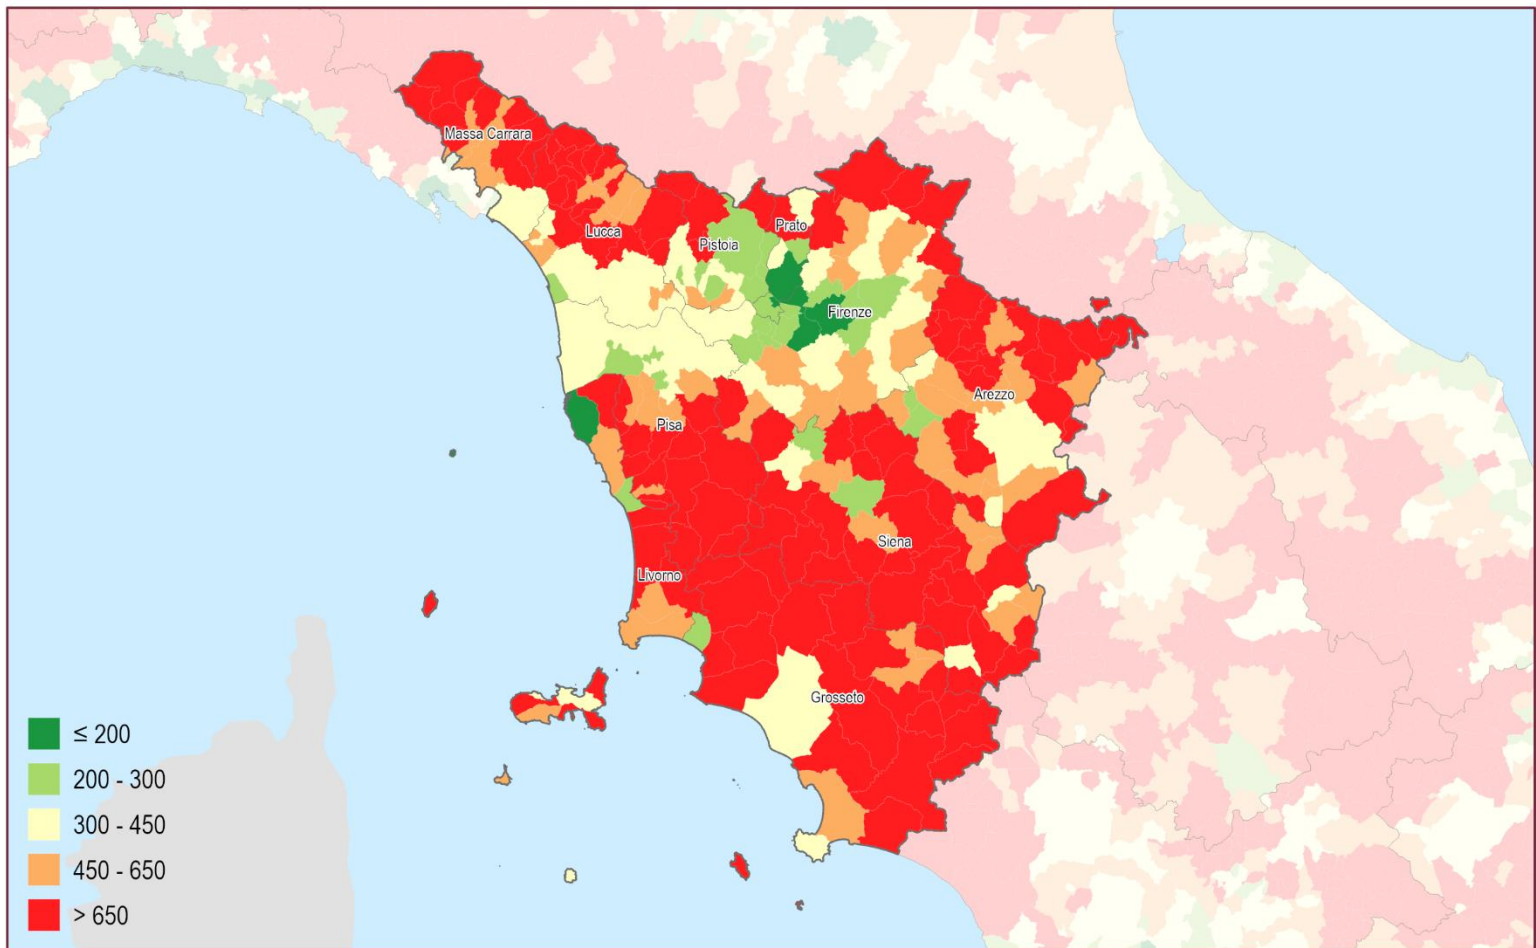 Massa Carrara
Lucca
Prato
Pistoia
Firenze
Arezzo
Pisa
Siena
Livorno
Grosseto
≤ 200
200 - 300
300 - 450
450 - 650
> 650